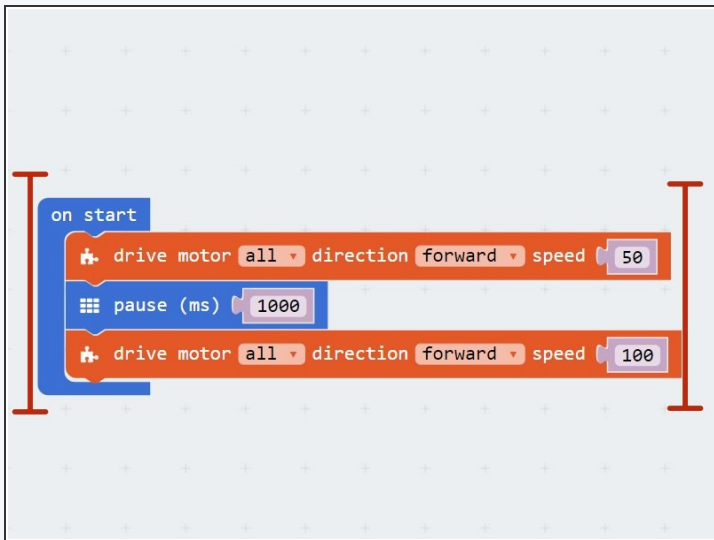 on start
drive motor all direction forward speed 50
pause (ms) 1000
drive motor all direction forward speed 100